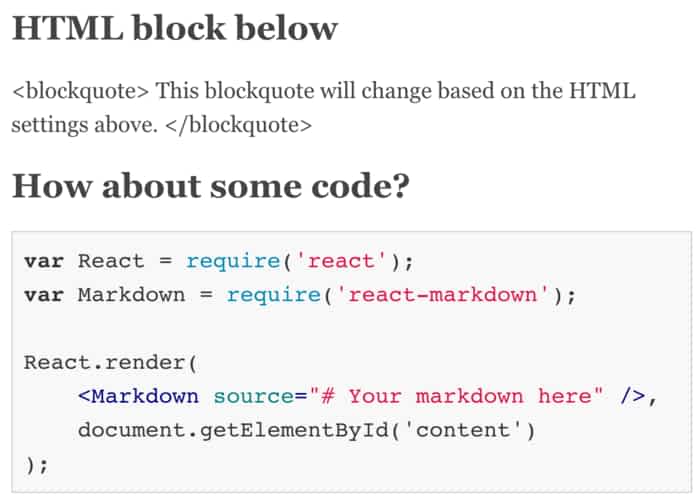 HTML block below
<blockquote> This blockquote will change based on the HTML
settings above. </blockquote>
How about some code?
var React = require('react');
var Markdown = require('react-markdown');
React.render(
    <Markdown source="# Your markdown here" />,
    document.getElementById('content')
);